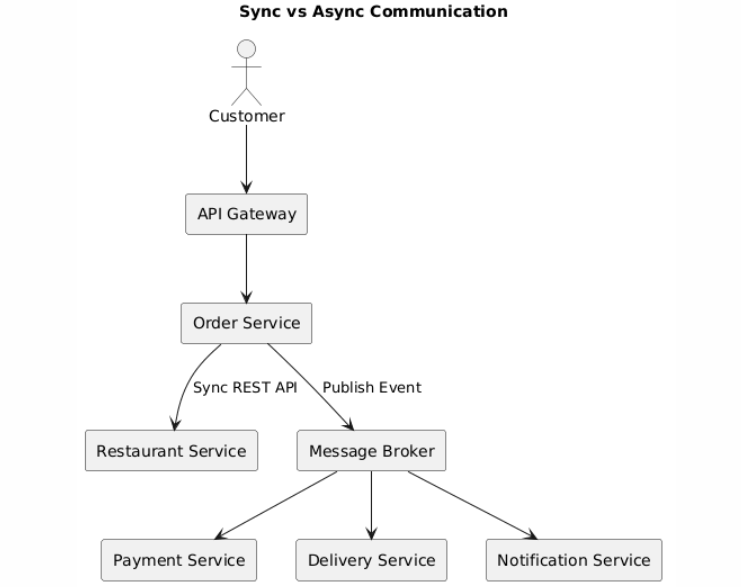 Sync vs Async Communication
Customer
API Gateway
Order Service
Sync REST API
Publish Event
Restaurant Service
Message Broker
Payment Service
Delivery Service
Notification Service